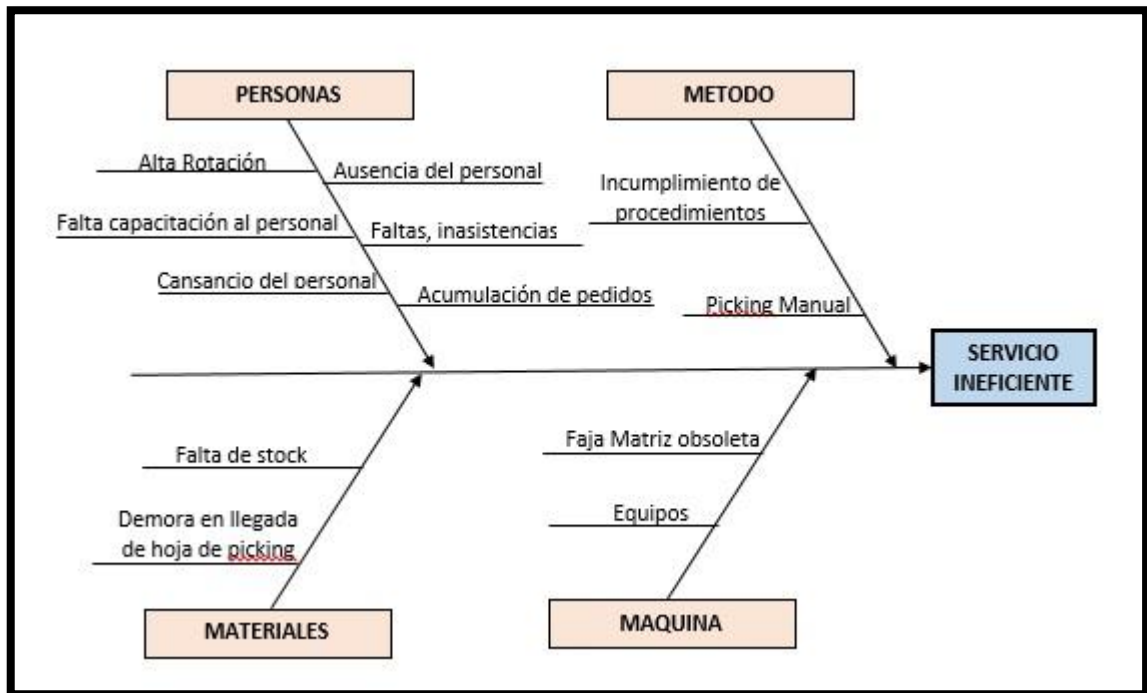 PERSONAS
METODO
Alta Rotación
Ausencia del personal
Falta capacitación al personal
Faltas, inasistencias
Cansancio del personal
Acumulación de pedidos
Incumplimiento de
procedimientos
Picking Manual
SERVICIO
INEFICIENTE
Falta de stock
Demora en llegada
de hoja de picking
Faja Matriz obsoleta
Equipos
MATERIALES
MAQUINA